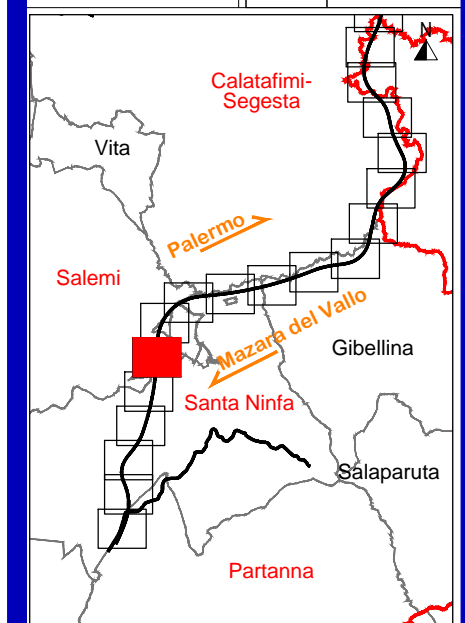 N
Calatafimi-
Segesta
Vita
Palermo
Salemi
Mazara del Vallo
Gibellina
Santa Ninfa
Salaparuta
Partanna